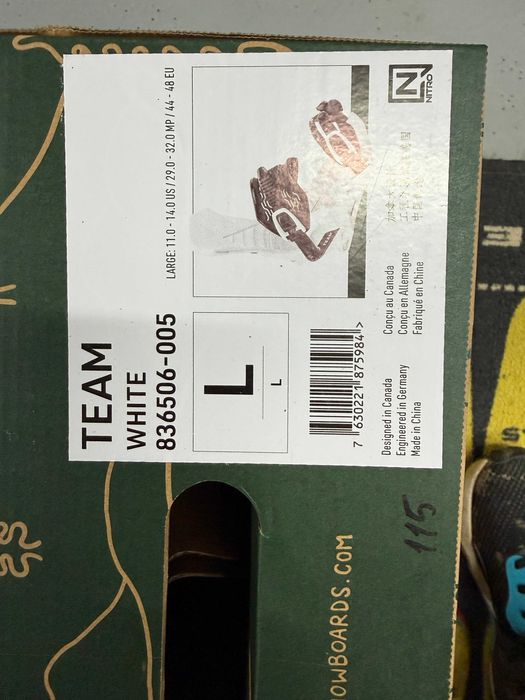 TEAM
WHITE
836506-005
LARGE: 11.0 - 14.0 US / 29.0 - 32.0 MP / 44 - 48 EU
L
L
7 630221 875984 >
N
NITRO
Designed in Canada
Engineered in Germany
Made in China
Conçu au Canada
Conçu en Allemagne
Fabriqué en Chine
115
OWBOARDS.COM